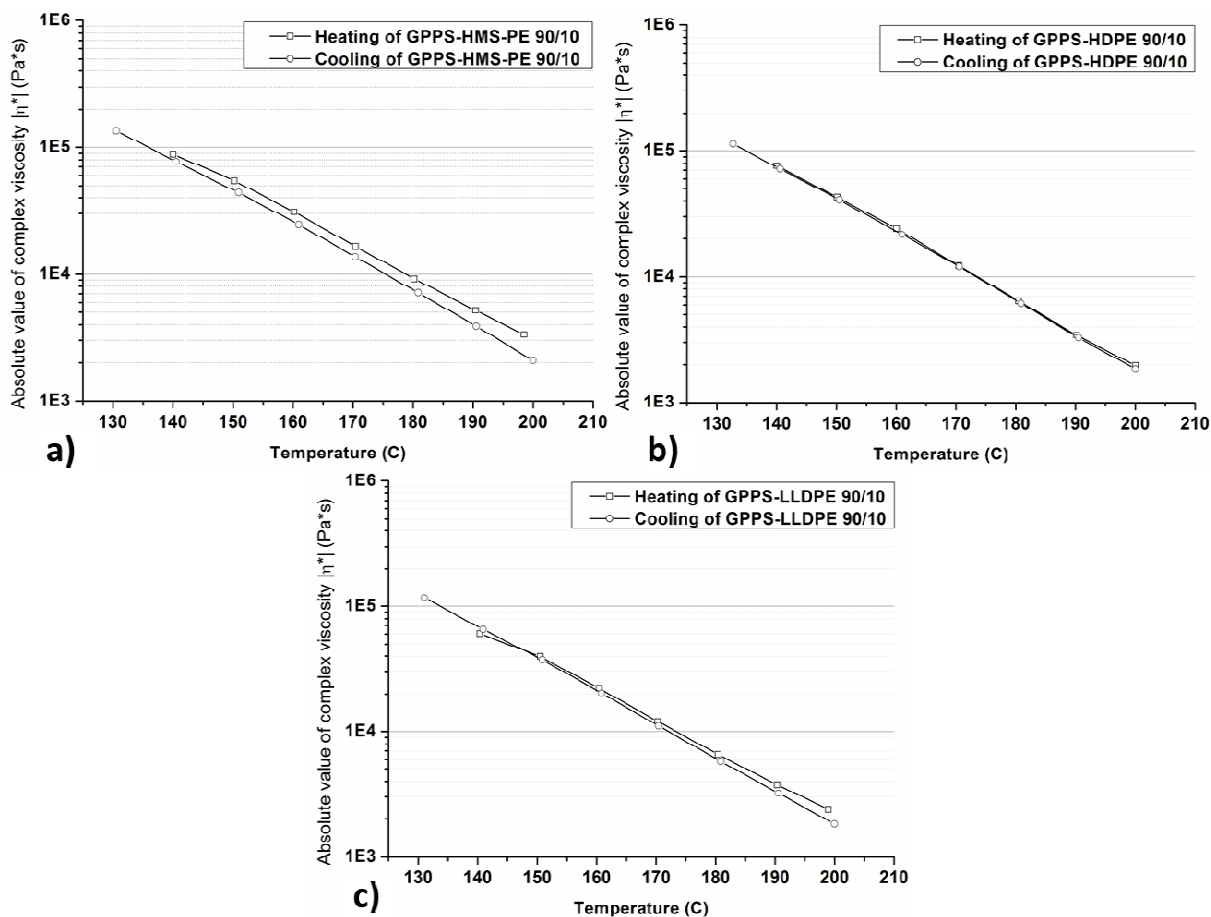 1E6
1E5
1E4
1E3
Absolute value of complex viscosity |η*| (Pa*s)
Heating of GPPS-HMS-PE 90/10
Cooling of GPPS-HMS-PE 90/10
130 140 150 160 170 180 190 200 210
Temperature (C)
a)
1E6
1E5
1E4
1E3
Absolute value of complex viscosity |η*| (Pa*s)
Heating of GPPS-HDPE 90/10
Cooling of GPPS-HDPE 90/10
130 140 150 160 170 180 190 200 210
Temperature (C)
b)
1E6
1E5
1E4
1E3
Absolute value of complex viscosity |η*| (Pa*s)
Heating of GPPS-LLDPE 90/10
Cooling of GPPS-LLDPE 90/10
130 140 150 160 170 180 190 200 210
Temperature (C)
c)